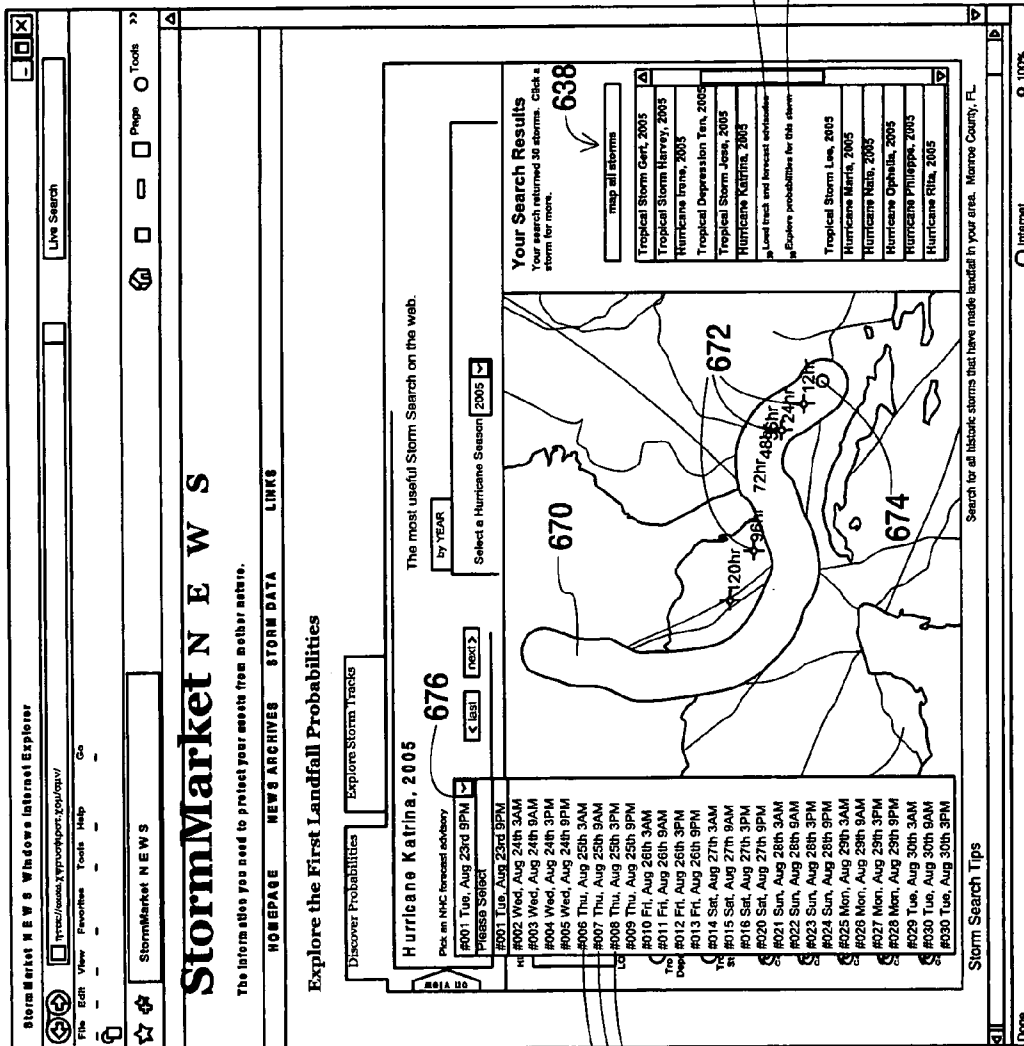 StormMarket N E W S Windows Internet Explorer
Live Search
File Edit View Favorites Tools Help Go
StormMarket N E W S
Page
Tools
StormMarket N E W S
The information you need to protect your assets from mother nature.
HOMEPAGE NEWS ARCHIVES STORM DATA LINKS
Explore the First Landfall Probabilities
Discover Probabilities
Explore Storm Tracks
Hurricane Katrina, 2005
The most useful Storm Search on the web.
Pick an NHC forecast advisory
676
by YEAR
#001 Tue, Aug 23rd 9PM
< last
next >
Select a Hurricane Season 2005
Please Select
#001 Tue, Aug 23rd 9PM
#002 Wed, Aug 24th 3AM
#003 Wed, Aug 24th 9AM
#004 Wed, Aug 24th 3PM
#005 Wed, Aug 24th 9PM
#006 Thu, Aug 25th 3AM
#007 Thu, Aug 25th 9AM
#008 Thu, Aug 25th 3PM
#009 Thu, Aug 25th 9PM
#010 Fri, Aug 26th 3AM
#011 Fri, Aug 26th 9AM
#012 Fri, Aug 26th 3PM
#013 Fri, Aug 26th 9PM
#014 Sat, Aug 27th 3AM
#015 Sat, Aug 27th 9AM
#016 Sat, Aug 27th 3PM
#020 Sat, Aug 27th 9PM
#021 Sun, Aug 28th 3AM
#022 Sun, Aug 28th 9AM
#023 Sun, Aug 28th 3PM
#024 Sun, Aug 28th 9PM
#025 Mon, Aug 29th 3AM
#026 Mon, Aug 29th 9AM
#027 Mon, Aug 29th 3PM
#028 Mon, Aug 29th 9PM
#029 Tue, Aug 30th 3AM
#030 Tue, Aug 30th 9AM
#030 Tue, Aug 30th 3PM
670
672
674
120hr
96hr
72hr
48hr
36hr
24hr
12hr
Your Search Results
Your search returned 30 storms. Click a
storm for more.
638
map all storms
Tropical Storm Gert, 2005
Tropical Storm Harvey, 2005
Hurricane Irene, 2005
Tropical Depression Ten, 2005
Tropical Storm Jose, 2005
Hurricane Katrina, 2005
Load track and forecast advisories
Explore probabilities for this storm
Tropical Storm Lee, 2005
Hurricane Maria, 2005
Hurricane Nate, 2005
Hurricane Ophelia, 2005
Hurricane Philippe, 2005
Hurricane Rita, 2005
Storm Search Tips
Search for all historic storms that have made landfall in your area. Monroe County, FL.
Done
Internet
100%